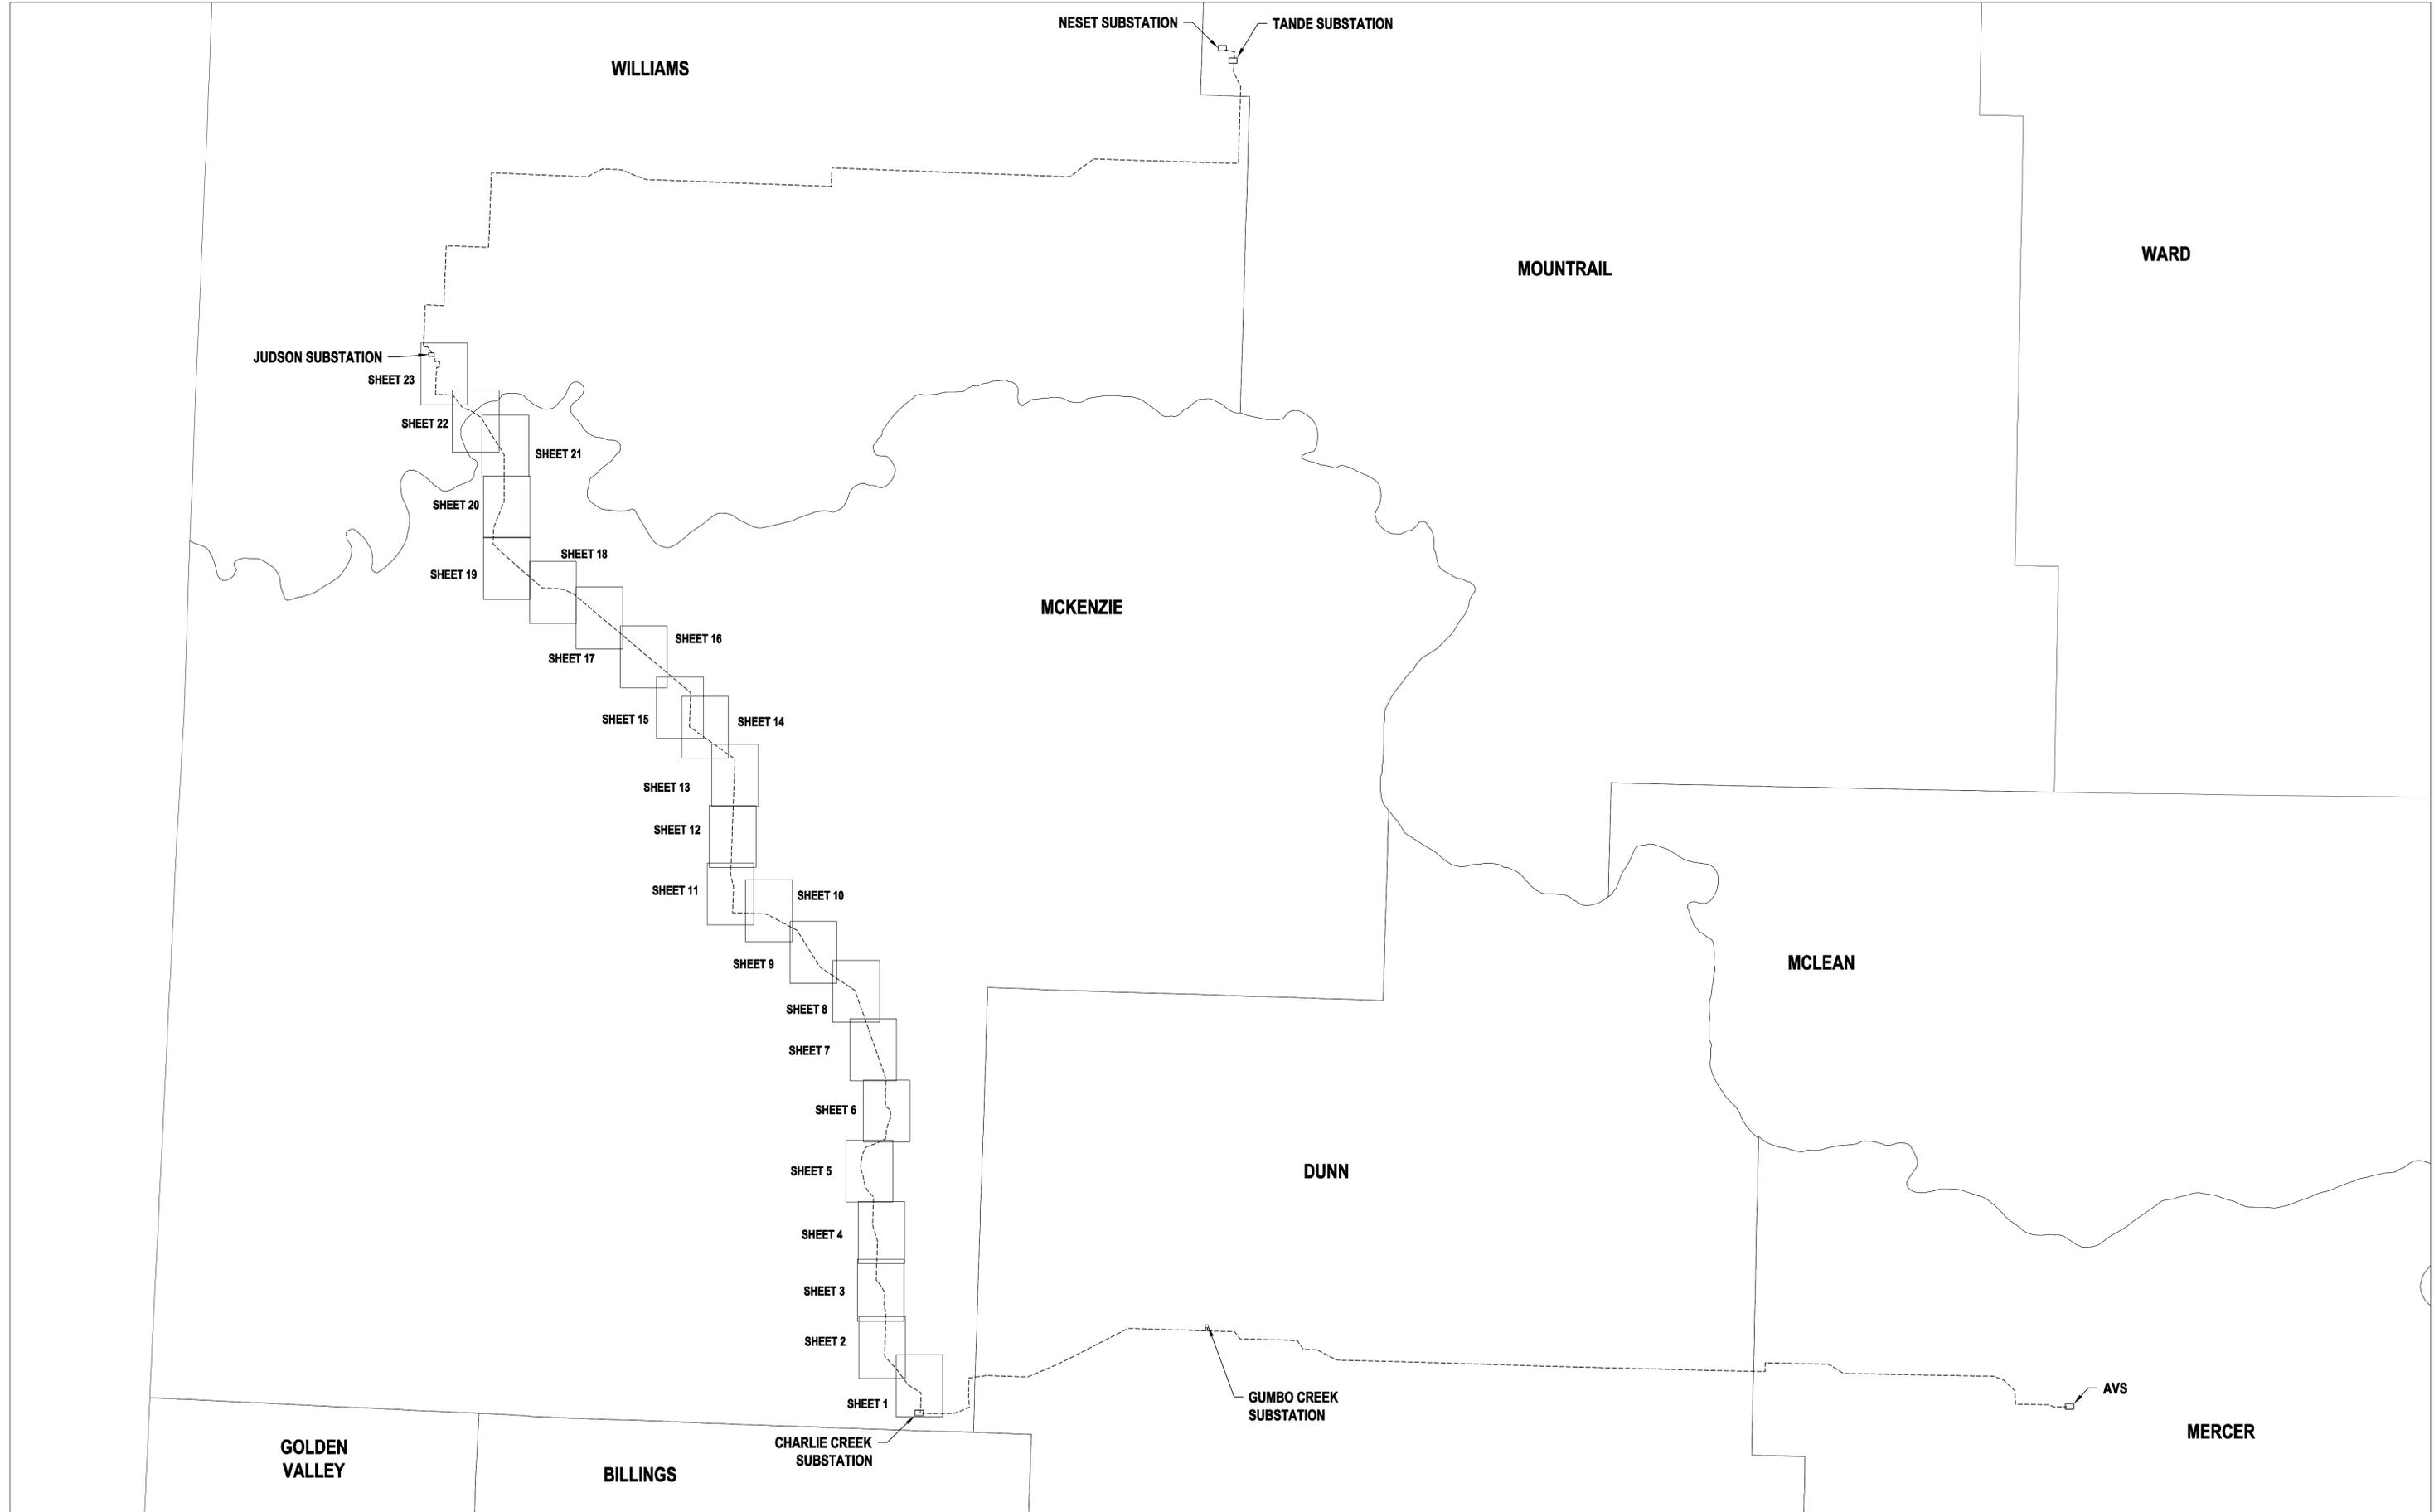 NESET SUBSTATION
TANDE SUBSTATION
WILLIAMS
WARD
MOUNTRAIL
JUDSON SUBSTATION
SHEET 23
SHEET 22
SHEET 21
SHEET 20
SHEET 18
SHEET 19
MCKENZIE
SHEET 16
SHEET 17
SHEET 15
SHEET 14
SHEET 13
SHEET 12
SHEET 11
SHEET 10
SHEET 9
MCLEAN
SHEET 8
SHEET 7
SHEET 6
SHEET 5
DUNN
SHEET 4
SHEET 3
SHEET 2
SHEET 1
GUMBO CREEK
SUBSTATION
AVS
MERCER
CHARLIE CREEK
SUBSTATION
GOLDEN
VALLEY
BILLINGS